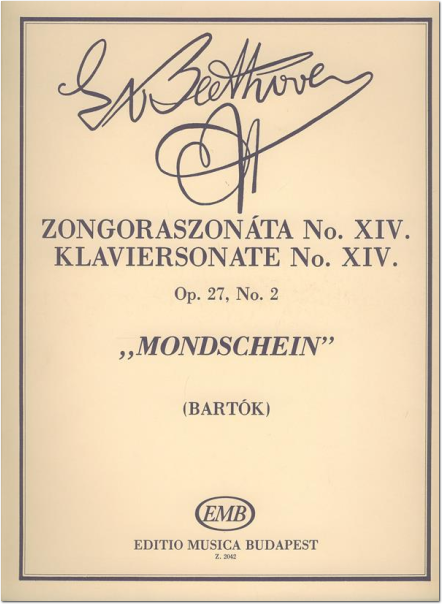 L v Beethoven
ZONGORASZONÁTA No. XIV.
KLAVIERSONATE No. XIV.
Op. 27, No. 2
„MONDSCHEIN”
(BARTÓK)
EMB
EDITIO MUSICA BUDAPEST
Z. 2042